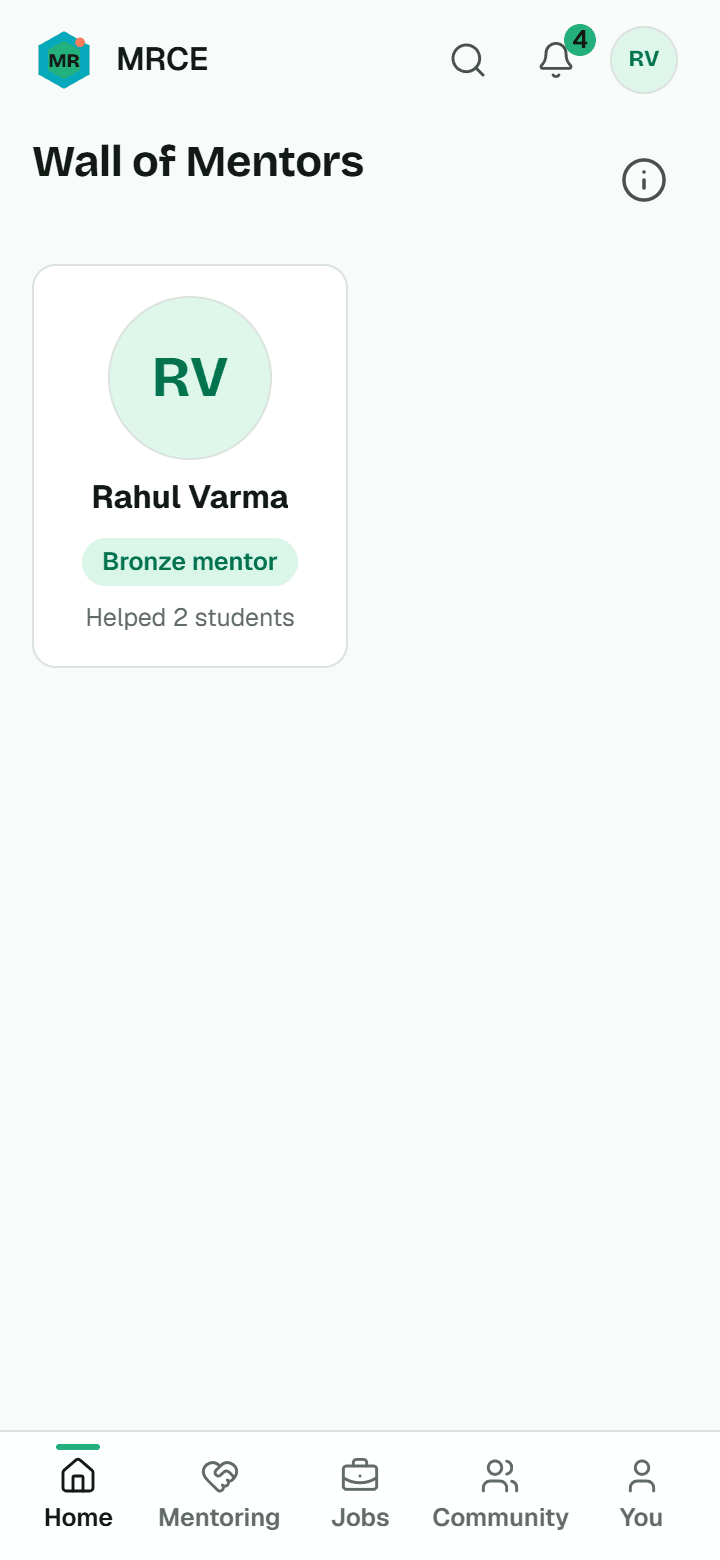 MR
MRCE
4
RV
Wall of Mentors
RV
Rahul Varma
Bronze mentor
Helped 2 students
Home
Mentoring
Jobs
Community
You